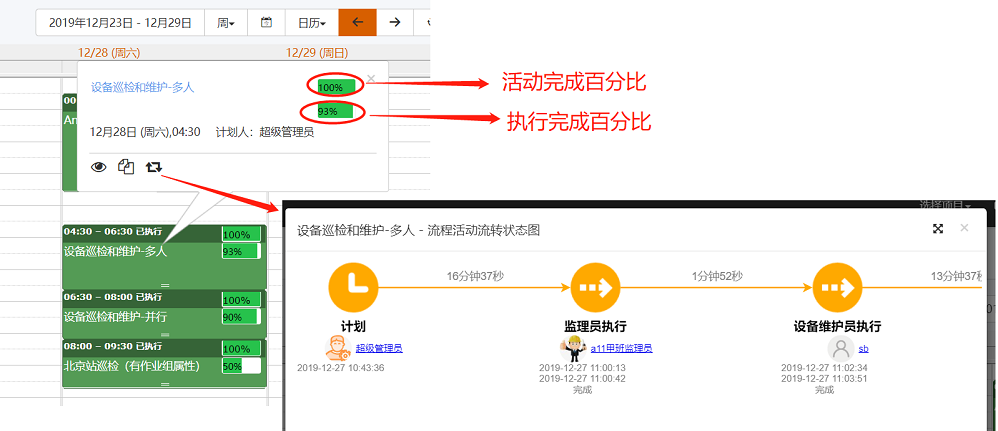 2019年12月23日 - 12月29日
周
日历
12/28 (周六)
12/29 (周日)
设备巡检和维护-多人
100%
93%
12月28日 (周六),04:30
计划人：超级管理员
活动完成百分比
执行完成百分比
00
An
04:30 – 06:30 已执行
100%
设备巡检和维护-多人
93%
06:30 – 08:00 已执行
100%
设备巡检和维护-并行
90%
08:00 – 09:30 已执行
100%
北京站巡检（有作业组属性）
50%
选择项目
设备巡检和维护-多人 - 流程活动流转状态图
16分钟37秒
1分钟52秒
13分钟37秒
计划
监理员执行
设备维护员执行
超级管理员
a11甲班监理员
sb
2019-12-27 10:43:36
2019-12-27 11:00:13
2019-12-27 11:00:42
完成
2019-12-27 11:02:34
2019-12-27 11:03:51
完成